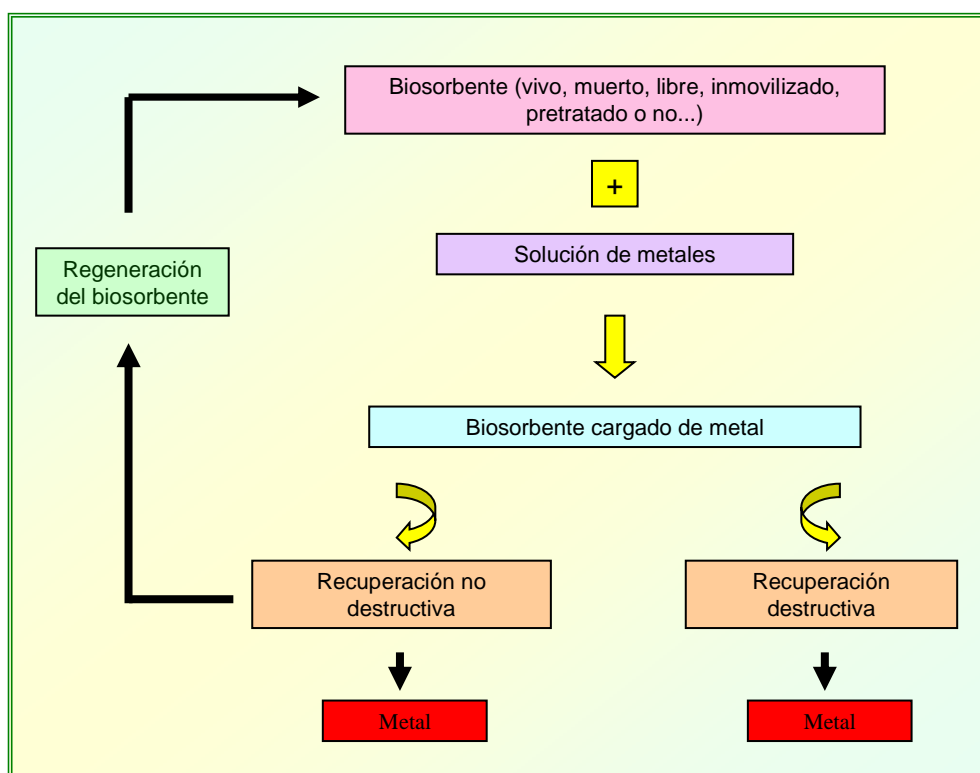 Biosorbente (vivo, muerto, libre, inmovilizado,
pretratado o no...)
+
Solución de metales
Regeneración
del biosorbente
Biosorbente cargado de metal
Recuperación no
destructiva
Recuperación
destructiva
Metal
Metal